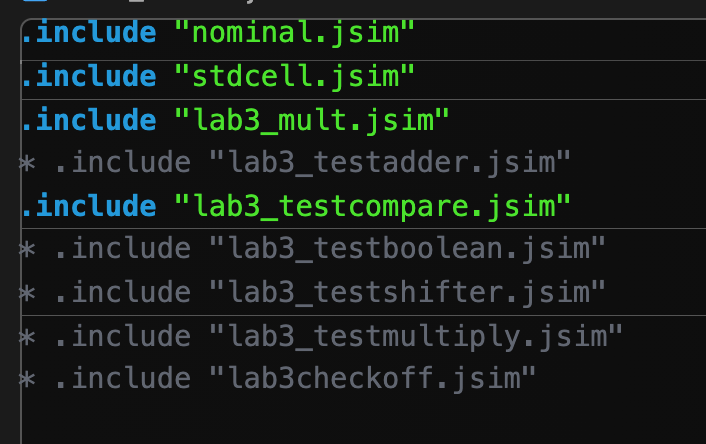 .include "nominal.jsim"
.include "stdcell.jsim"
.include "lab3_mult.jsim"
* .include "lab3_testadder.jsim"
.include "lab3_testcompare.jsim"
* .include "lab3_testboolean.jsim"
* .include "lab3_testshifter.jsim"
* .include "lab3_testmultiply.jsim"
* .include "lab3checkoff.jsim"